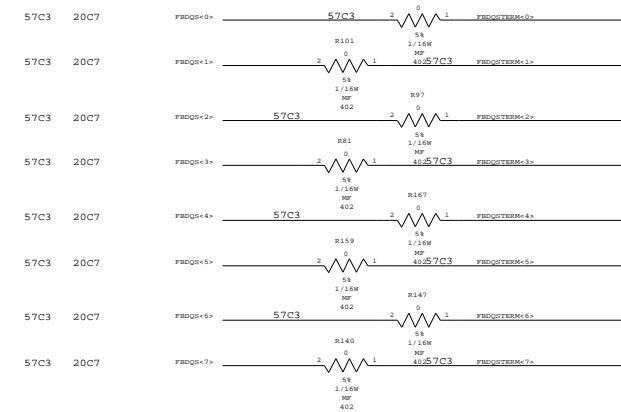 0
57C3 20C7 FBDQS<0> 57C3 2 1 FBDQSTERM<0>
5%
1/16W
MF
402
R101
0
57C3 20C7 FBDQS<1> 2 1 57C3 FBDQSTERM<1>
5%
1/16W
MF
402
R97
0
57C3 20C7 FBDQS<2> 57C3 2 1 FBDQSTERM<2>
5%
1/16W
MF
402
R81
0
57C3 20C7 FBDQS<3> 2 1 57C3 FBDQSTERM<3>
5%
1/16W
MF
402
R167
0
57C3 20C7 FBDQS<4> 57C3 2 1 FBDQSTERM<4>
5%
1/16W
MF
402
R159
0
57C3 20C7 FBDQS<5> 2 1 57C3 FBDQSTERM<5>
5%
1/16W
MF
402
R147
0
57C3 20C7 FBDQS<6> 57C3 2 1 FBDQSTERM<6>
5%
1/16W
MF
402
R140
0
57C3 20C7 FBDQS<7> 2 1 57C3 FBDQSTERM<7>
5%
1/16W
MF
402